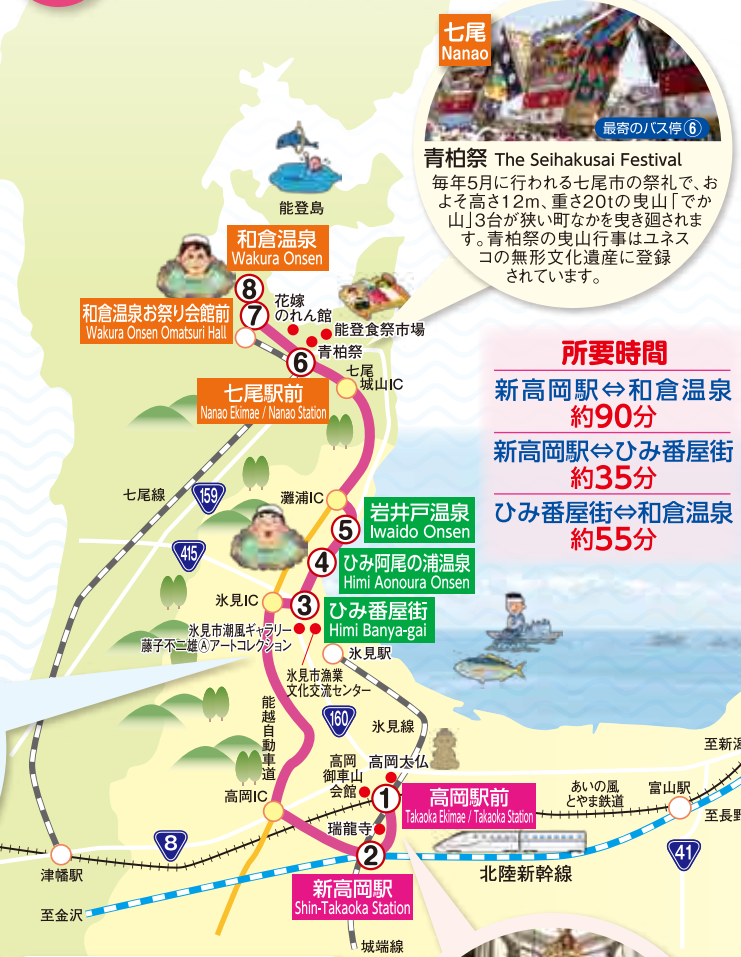 七尾
Nanao
最寄のバス停⑥
青柏祭 The Seihakusai Festival
毎年5月に行われる七尾市の祭礼で、お
よそ高さ12m、重さ20tの曳山「でか
山」3台が狭い町なかを曳き廻されま
す。青柏祭の曳山行事はユネス
コの無形文化遺産に登録
されています。
能登島
和倉温泉
Wakura Onsen
⑧
⑦
和倉温泉お祭り会館前
Wakura Onsen Omatsuri Hall
花嫁
のれん館
能登食祭市場
青柏祭
⑥
七尾駅前
Nanao Ekimae / Nanao Station
七尾
城山IC
所要時間
新高岡駅⇔和倉温泉
約90分
新高岡駅⇔ひみ番屋街
約35分
ひみ番屋街⇔和倉温泉
約55分
七尾線
159
灘浦IC
⑤
岩井戸温泉
Iwaido Onsen
415
④
ひみ阿尾の浦温泉
Himi Aonoura Onsen
氷見IC
③
ひみ番屋街
Himi Banya-gai
氷見市潮風ギャラリー
藤子不二雄Ⓐアートコレクション
氷見駅
氷見市漁業
文化交流センター
能越自動車道
160
氷見線
高岡
御車山
会館
高岡大仏
至新潟
高岡IC
①
高岡駅前
Takaoka Ekimae / Takaoka Station
あいの風
とやま鉄道
富山駅
至長野
瑞龍寺
8
②
41
津幡駅
新高岡駅
Shin-Takaoka Station
北陸新幹線
至金沢
城端線